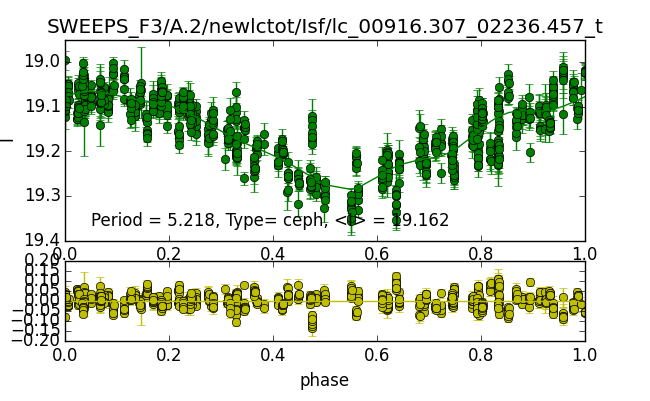 SWEEPS_F3/A.2/newlctot/Isf/lc_00916.307_02236.457_t
19.0
19.1
19.2
19.3
19.4
I
Period = 5.218, Type= ceph, <I> = 19.162
0.0 0.2 0.4 0.6 0.8 1.0
0.20
0.15
0.10
0.05
0.00
−0.05
−0.10
−0.15
−0.20
0.0 0.2 0.4 0.6 0.8 1.0
phase